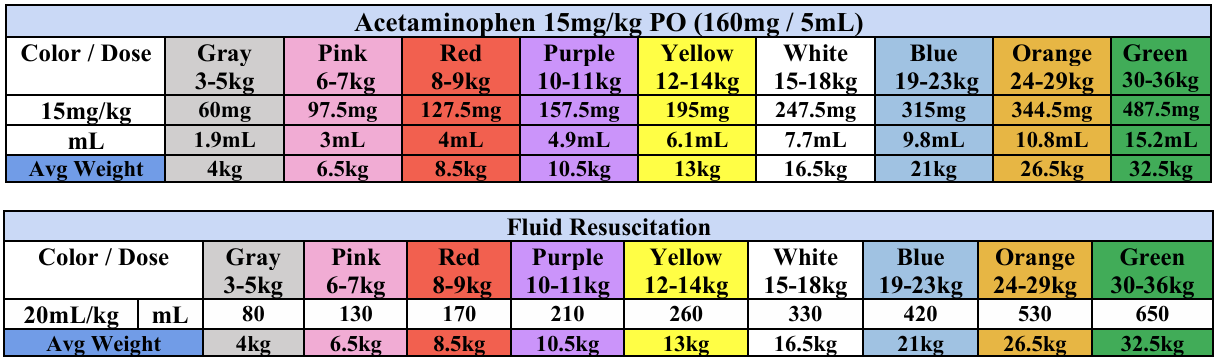 Acetaminophen 15mg/kg PO (160mg / 5mL)
Color / Dose Gray Pink Red Purple Yellow White Blue Orange Green
3-5kg 6-7kg 8-9kg 10-11kg 12-14kg 15-18kg 19-23kg 24-29kg 30-36kg
15mg/kg 60mg 97.5mg 127.5mg 157.5mg 195mg 247.5mg 315mg 344.5mg 487.5mg
mL 1.9mL 3mL 4mL 4.9mL 6.1mL 7.7mL 9.8mL 10.8mL 15.2mL
Avg Weight 4kg 6.5kg 8.5kg 10.5kg 13kg 16.5kg 21kg 26.5kg 32.5kg
Fluid Resuscitation
Color / Dose Gray Pink Red Purple Yellow White Blue Orange Green
3-5kg 6-7kg 8-9kg 10-11kg 12-14kg 15-18kg 19-23kg 24-29kg 30-36kg
20mL/kg mL 80 130 170 210 260 330 420 530 650
Avg Weight 4kg 6.5kg 8.5kg 10.5kg 13kg 16.5kg 21kg 26.5kg 32.5kg